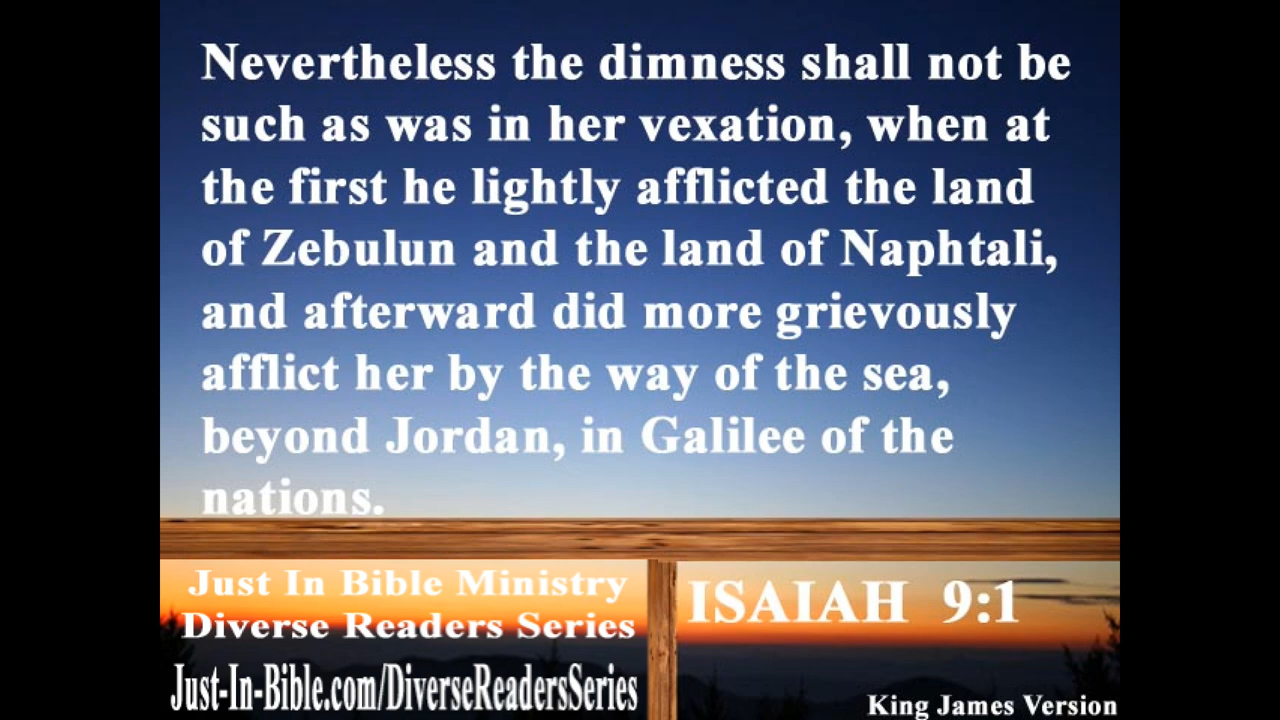 Nevertheless the dimness shall not be
such as was in her vexation, when at
the first he lightly afflicted the land
of Zebulun and the land of Naphtali,
and afterward did more grievously
afflict her by the way of the sea,
beyond Jordan, in Galilee of the
nations.
Just In Bible Ministry
Diverse Readers Series
Just-In-Bible.com/DiverseReadersSeries
ISAIAH 9:1
King James Version